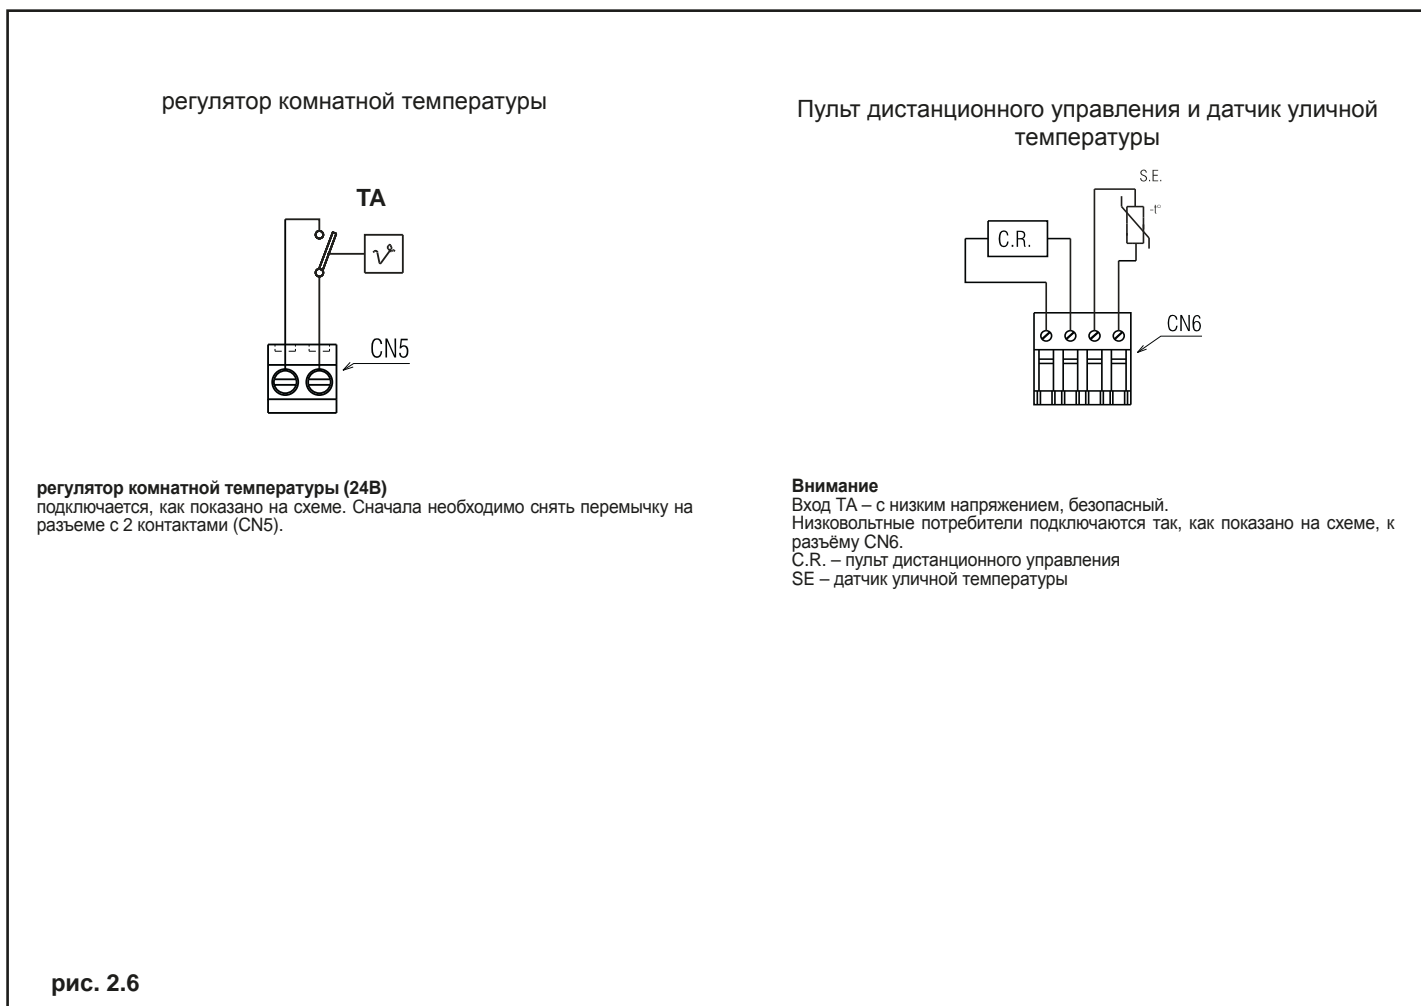 регулятор комнатной температуры
ТА
CN5
регулятор комнатной температуры (24В)
подключается, как показано на схеме. Сначала необходимо снять перемычку на
разъеме с 2 контактами (CN5).
Пульт дистанционного управления и датчик уличной
температуры
S.E.
-t°
C.R.
CN6
Внимание
Вход ТА – с низким напряжением, безопасный.
Низковольтные потребители подключаются так, как показано на схеме, к
разъёму CN6.
C.R. – пульт дистанционного управления
SE – датчик уличной температуры
рис. 2.6